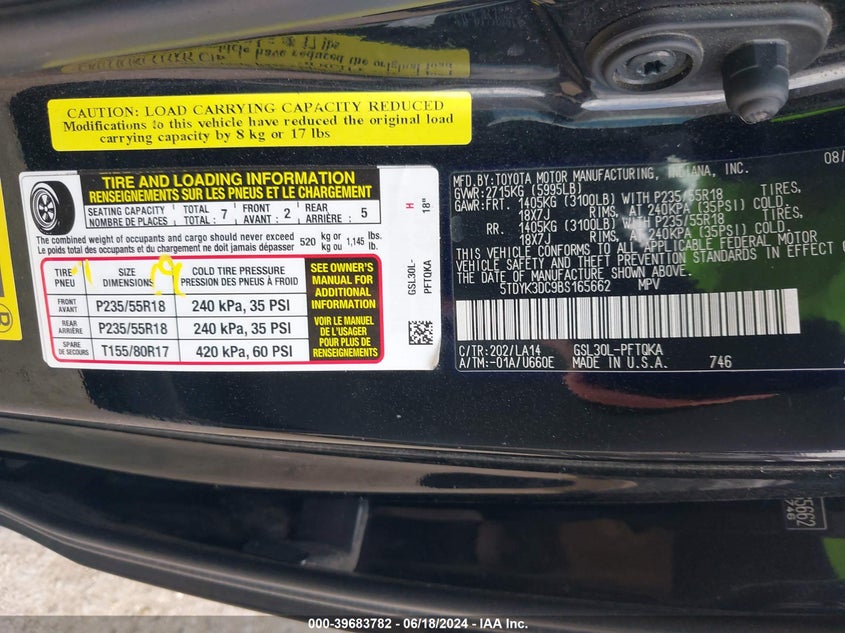 CAUTION: LOAD CARRYING CAPACITY REDUCED
Modifications to this vehicle have reduced the original load
carrying capacity by 8 kg or 17 lbs
TIRE AND LOADING INFORMATION
RENSEIGNEMENTS SUR LES PNEUS ET LE CHARGEMENT
SEATING CAPACITY TOTAL : 7 FRONT AVANT : 2 REAR ARRIÈRE : 5
NOMBRE DE PLACES
The combined weight of occupants and cargo should never exceed 520 kg or 1,145 lbs.
Le poids total des occupants et du chargement ne doit jamais dépasser 520 kg ou 1,145 lb.
TIRE PNEU SIZE DIMENSIONS COLD TIRE PRESSURE PRESSION DES PNEUS À FROID
FRONT AVANT P235/55R18 240 kPa, 35 PSI
REAR ARRIÈRE P235/55R18 240 kPa, 35 PSI
SPARE DE SECOURS T155/80R17 420 kPa, 60 PSI
SEE OWNER'S
MANUAL FOR
ADDITIONAL
INFORMATION
VOIR LE MANUEL
DE L'USAGER
POUR PLUS DE
RENSEIGNEMENTS
H 18"
GSL30L-
PFTQKA
MFD.BY:TOYOTA MOTOR MANUFACTURING, INDIANA, INC. 08/
GVWR:2715KG (5995LB)
GAWR:FRT. 1405KG (3100LB) WITH P235/55R18 TIRES,
18X7J RIMS, AT 240KPA (35PSI) COLD.
RR. 1405KG (3100LB) WITH P235/55R18 TIRES,
18X7J RIMS, AT 240KPA (35PSI) COLD.
THIS VEHICLE CONFORMS TO ALL APPLICABLE FEDERAL MOTOR
VEHICLE SAFETY AND THEFT PREVENTION STANDARDS IN EFFECT
THE DATE OF MANUFACTURE SHOWN ABOVE.
5TDYK3DC9BS165662 MPV
C/TR:202/LA14 GSL30L-PFTQKA
A/TM:-01A/U660E MADE IN U.S.A. 746
5662
746
000-39683782 - 06/18/2024 - IAA Inc.